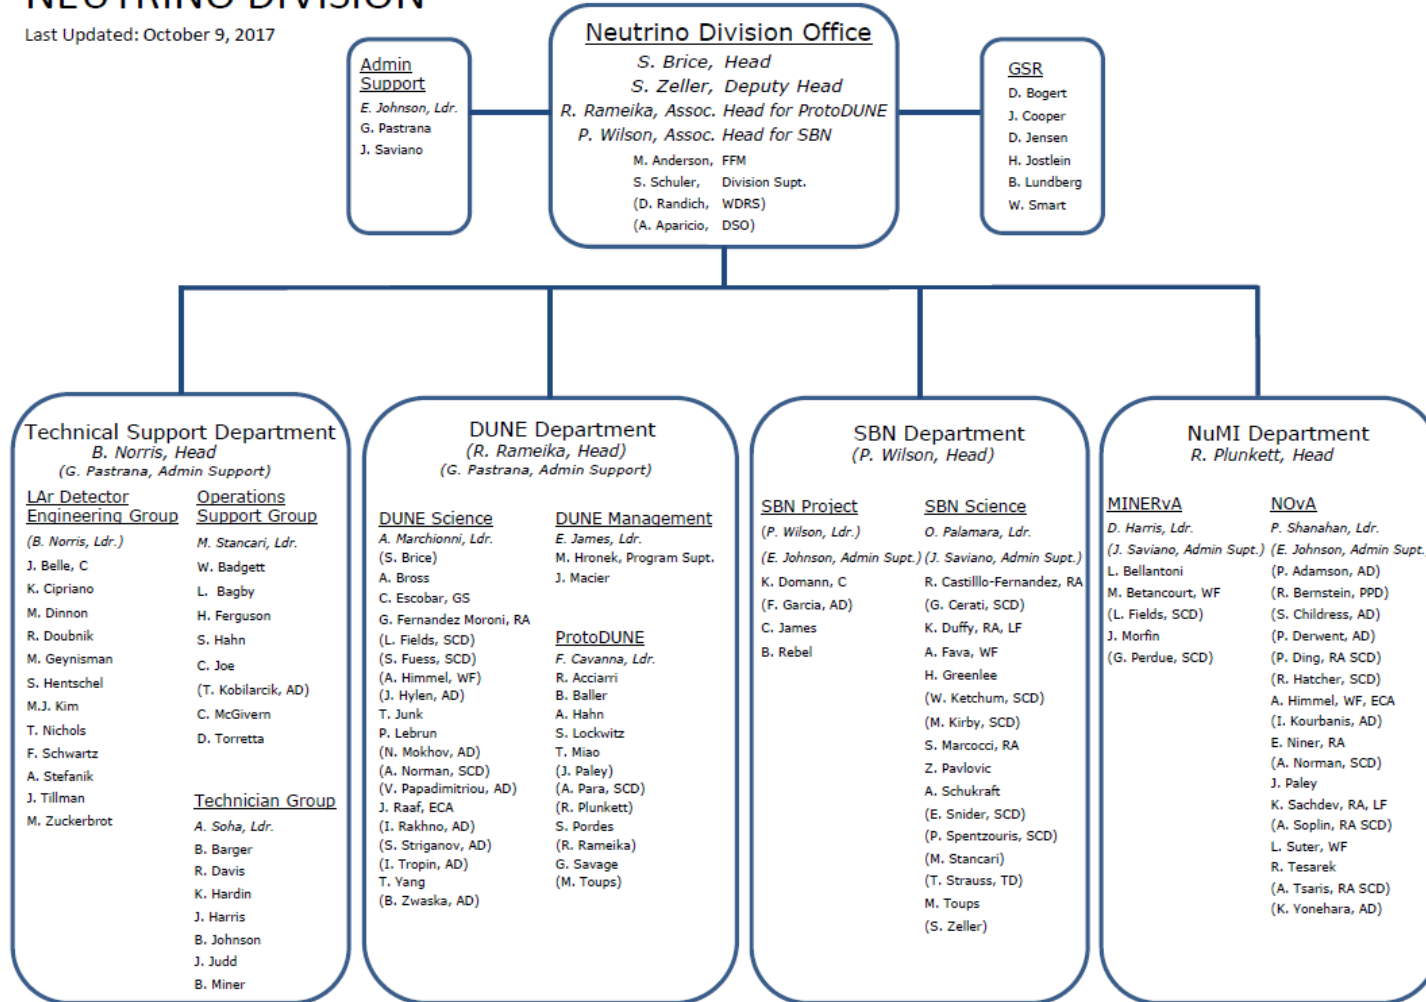 NEUTRINO DIVISION
Last Updated: October 9, 2017
Admin
Support
E. Johnson, Ldr.
G. Pastrana
J. Saviano
Neutrino Division Office
S. Brice, Head
S. Zeller, Deputy Head
R. Rameika, Assoc. Head for ProtoDUNE
P. Wilson, Assoc. Head for SBN
M. Anderson, FFM
S. Schuler, Division Supt.
(D. Randich, WDRS)
(A. Aparicio, DSO)
GSR
D. Bogert
J. Cooper
D. Jensen
H. Jostlein
B. Lundberg
W. Smart
Technical Support Department
B. Norris, Head
(G. Pastrana, Admin Support)
LAr Detector
Engineering Group
(B. Norris, Ldr.)
J. Belle, C
K. Cipriano
M. Dinnon
R. Doubnik
M. Geynisman
S. Hentschel
M.J. Kim
T. Nichols
F. Schwartz
A. Stefanik
J. Tillman
M. Zuckerbrot
Operations
Support Group
M. Stancari, Ldr.
W. Badgett
L. Bagby
H. Ferguson
S. Hahn
C. Joe
(T. Kobilarcik, AD)
C. McGivern
D. Torretta
Technician Group
A. Soha, Ldr.
B. Barger
R. Davis
K. Hardin
J. Harris
B. Johnson
J. Judd
B. Miner
DUNE Department
(R. Rameika, Head)
(G. Pastrana, Admin Support)
DUNE Science
A. Marchionni, Ldr.
(S. Brice)
A. Bross
C. Escobar, GS
G. Fernandez Moroni, RA
(L. Fields, SCD)
(S. Fuess, SCD)
(A. Himmel, WF)
(J. Hylen, AD)
T. Junk
P. Lebrun
(N. Mokhov, AD)
(A. Norman, SCD)
(V. Papadimitriou, AD)
J. Raaf, ECA
(I. Rakhno, AD)
(S. Striganov, AD)
(I. Tropin, AD)
T. Yang
(B. Zwaska, AD)
DUNE Management
E. James, Ldr.
M. Hronek, Program Supt.
J. Macier
ProtoDUNE
F. Cavanna, Ldr.
R. Acciarri
B. Baller
A. Hahn
S. Lockwitz
T. Miao
(J. Paley)
(A. Para, SCD)
(R. Plunkett)
S. Pordes
(R. Rameika)
G. Savage
(M. Toups)
SBN Department
(P. Wilson, Head)
SBN Project
(P. Wilson, Ldr.)
(E. Johnson, Admin Supt.)
K. Domann, C
(F. Garcia, AD)
C. James
B. Rebel
SBN Science
O. Palamara, Ldr.
(J. Saviano, Admin Supt.)
R. Castilllo-Fernandez, RA
(G. Cerati, SCD)
K. Duffy, RA, LF
A. Fava, WF
H. Greenlee
(W. Ketchum, SCD)
(M. Kirby, SCD)
S. Marcocci, RA
Z. Pavlovic
A. Schukraft
(E. Snider, SCD)
(P. Spentzouris, SCD)
(M. Stancari)
(T. Strauss, TD)
M. Toups
(S. Zeller)
NuMI Department
R. Plunkett, Head
MINERvA
D. Harris, Ldr.
(J. Saviano, Admin Supt.)
L. Bellantoni
M. Betancourt, WF
(L. Fields, SCD)
J. Morfin
(G. Perdue, SCD)
NOvA
P. Shanahan, Ldr.
(E. Johnson, Admin Supt.
(P. Adamson, AD)
(R. Bernstein, PPD)
(S. Childress, AD)
(P. Derwent, AD)
(P. Ding, RA SCD)
(R. Hatcher, SCD)
A. Himmel, WF, ECA
(I. Kourbanis, AD)
E. Niner, RA
(A. Norman, SCD)
J. Paley
K. Sachdev, RA, LF
(A. Soplin, RA SCD)
L. Suter, WF
R. Tesarek
(A. Tsaris, RA SCD)
(K. Yonehara, AD)